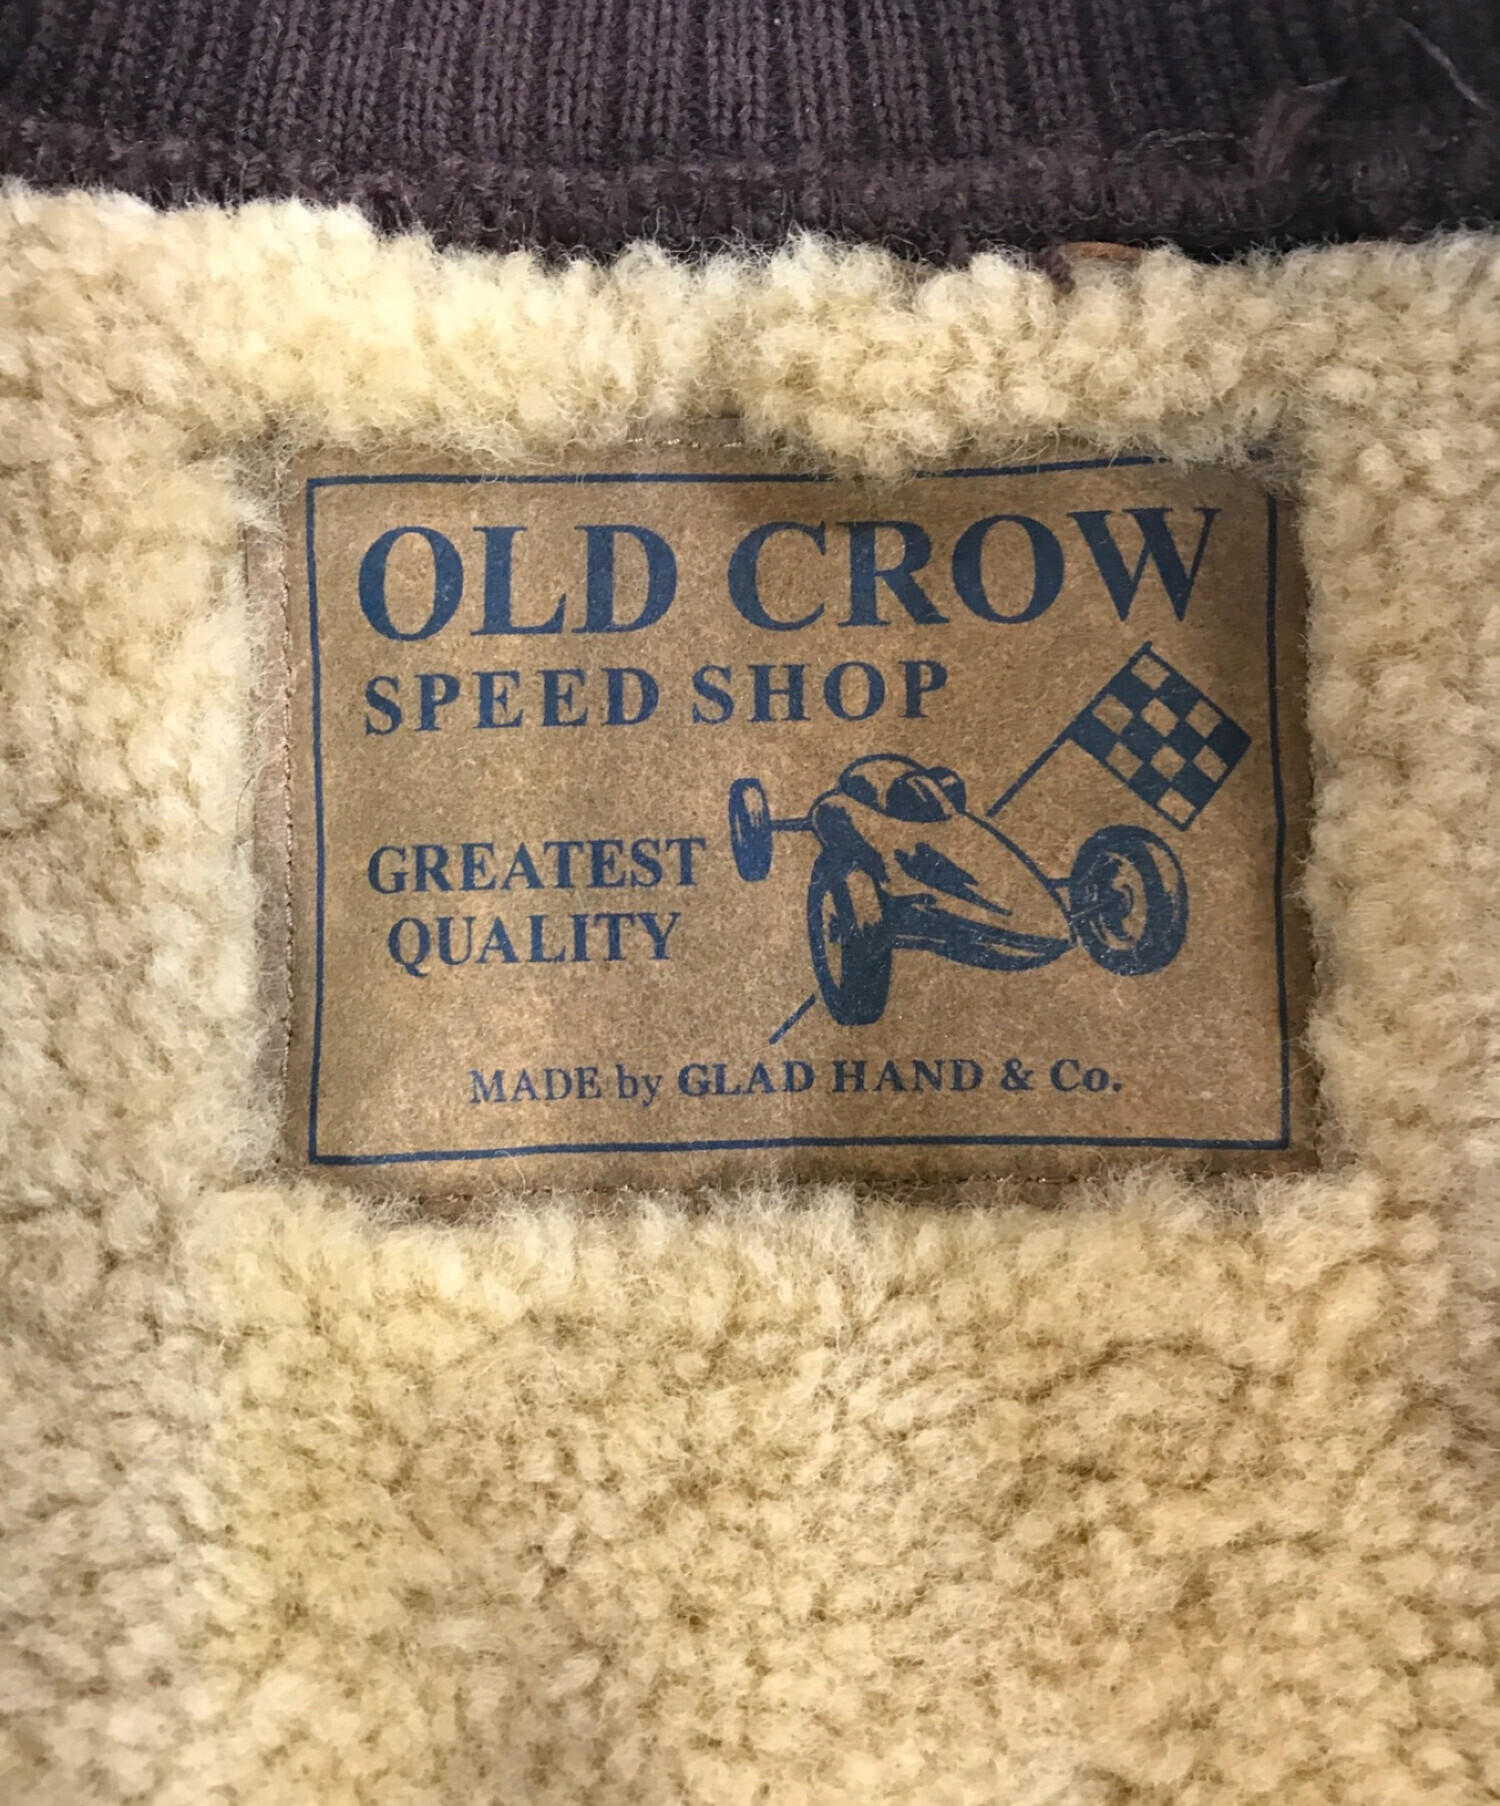 OLD CROW
SPEED SHOP
GREATEST
QUALITY
MADE by GLAD HAND & Co.